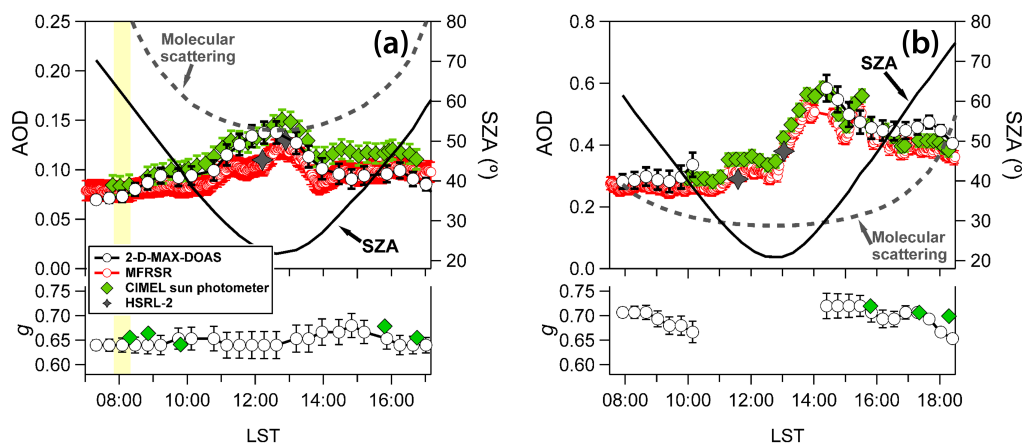 0.25
0.20
0.15
0.10
0.05
0.00
AOD
Molecular
scattering
(a)
SZA
80
70
60
50
40
30
20
SZA (º)
2-D-MAX-DOAS
MFRSR
CIMEL sun photometer
HSRL-2
0.75
0.70
0.65
0.60
g
08:00
10:00
12:00
14:00
16:00
LST
0.8
0.6
0.4
0.2
0.0
AOD
(b)
SZA
Molecular
scattering
80
70
60
50
40
30
20
SZA (º)
0.75
0.70
0.65
0.60
g
08:00
10:00
12:00
14:00
16:00
18:00
LST